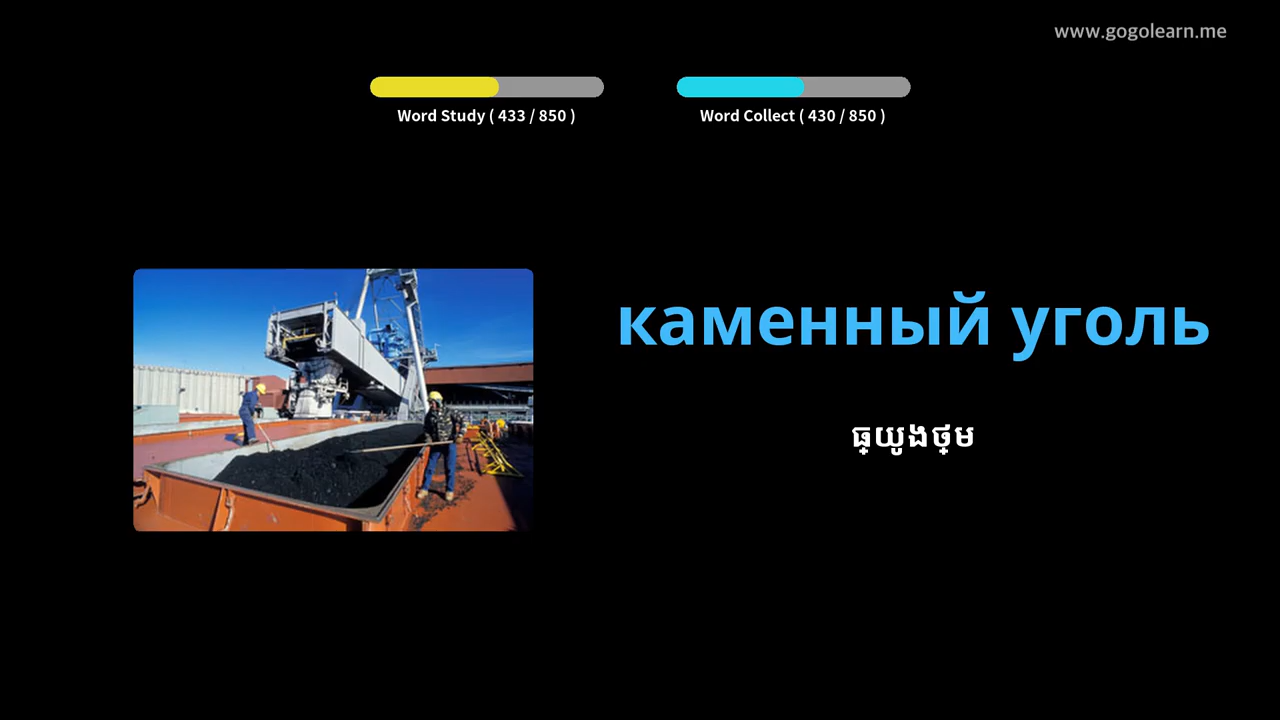 www.gogolearn.me
Word Study ( 433 / 850 )
Word Collect ( 430 / 850 )
каменный уголь
ធ្យូងថ្ម